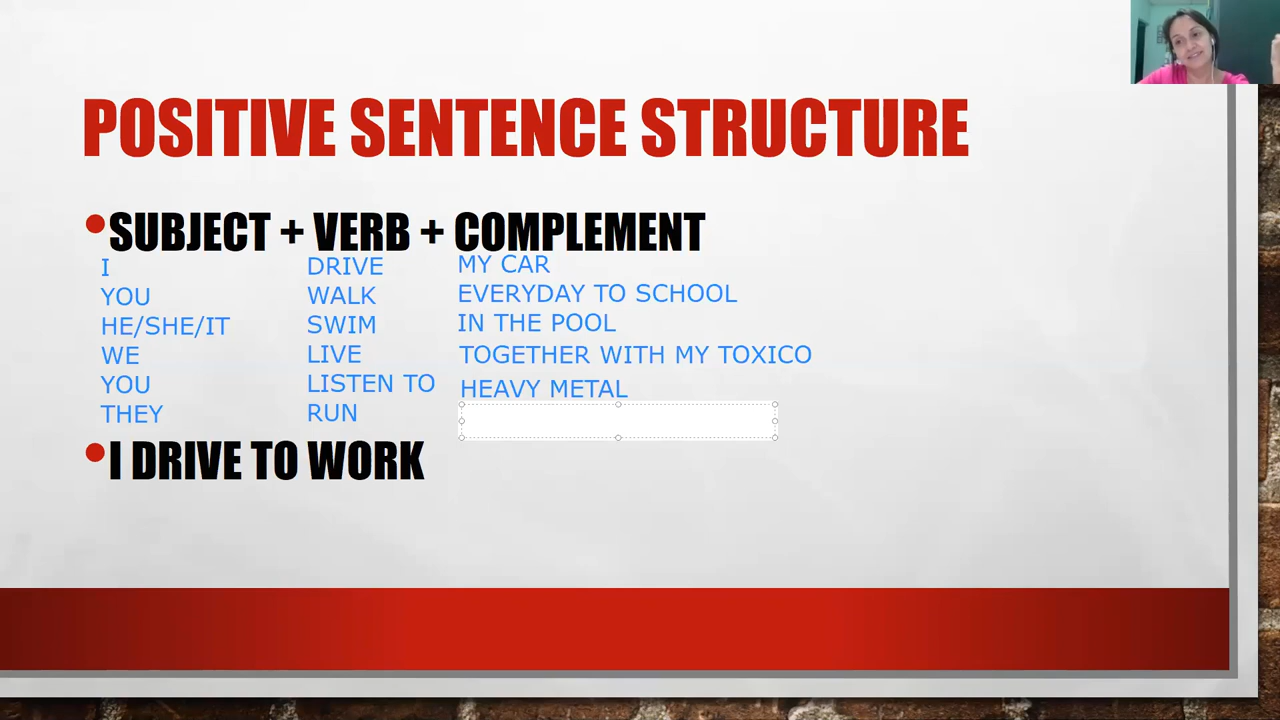 POSITIVE SENTENCE STRUCTURE
SUBJECT + VERB + COMPLEMENT
I DRIVE MY CAR
YOU WALK EVERYDAY TO SCHOOL
HE/SHE/IT SWIM IN THE POOL
WE LIVE TOGETHER WITH MY TOXICO
YOU LISTEN TO HEAVY METAL
THEY RUN
I DRIVE TO WORK